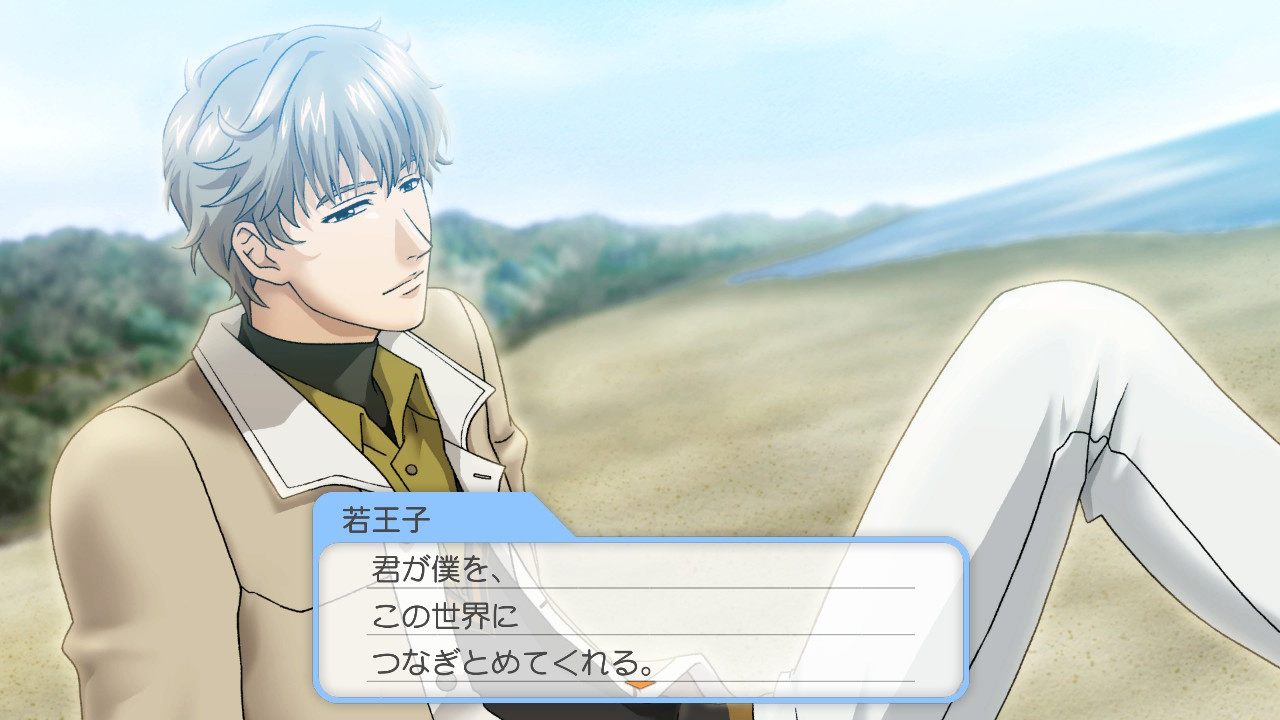 若王子
君が僕を、
この世界に
つなぎとめてくれる。